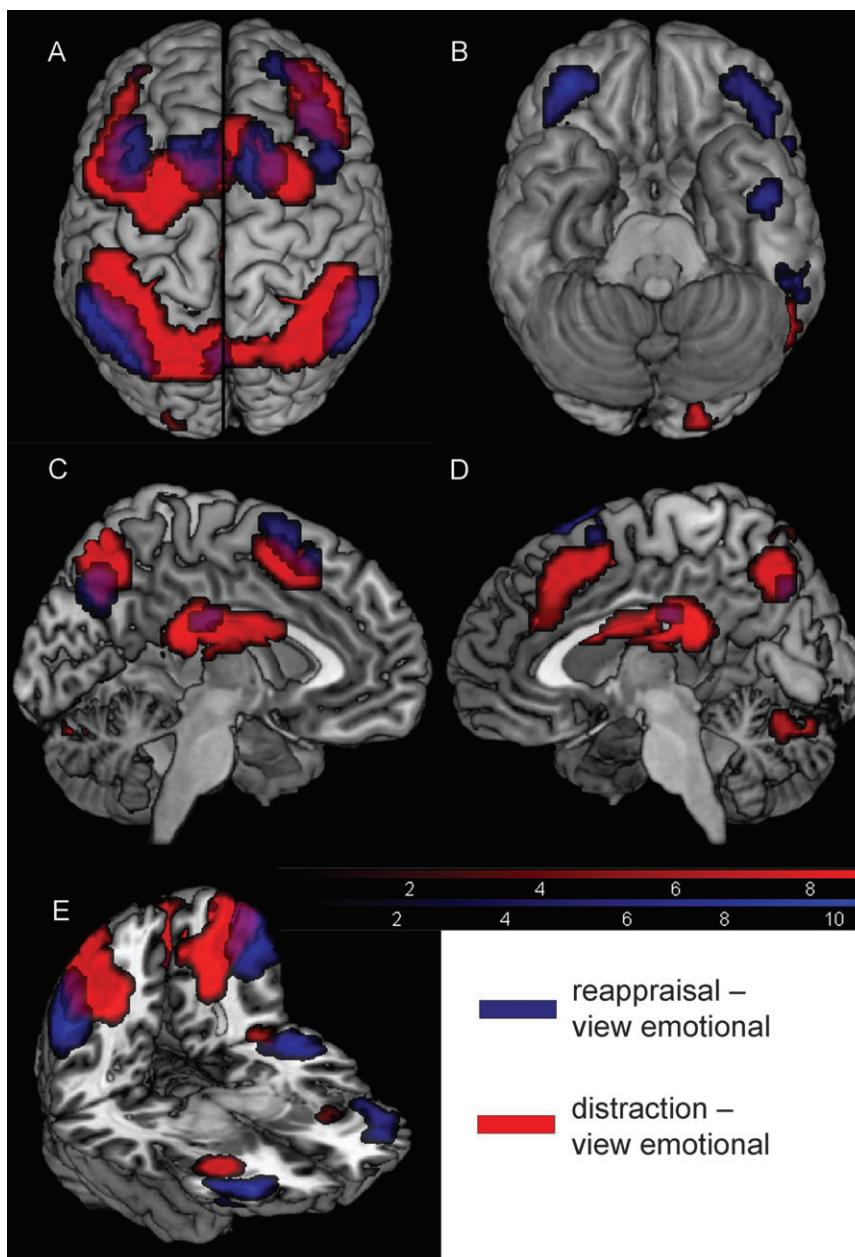 A
B
C
D
2 4 6 8
2 4 6 8 10
E
reappraisal –
view emotional
distraction –
view emotional